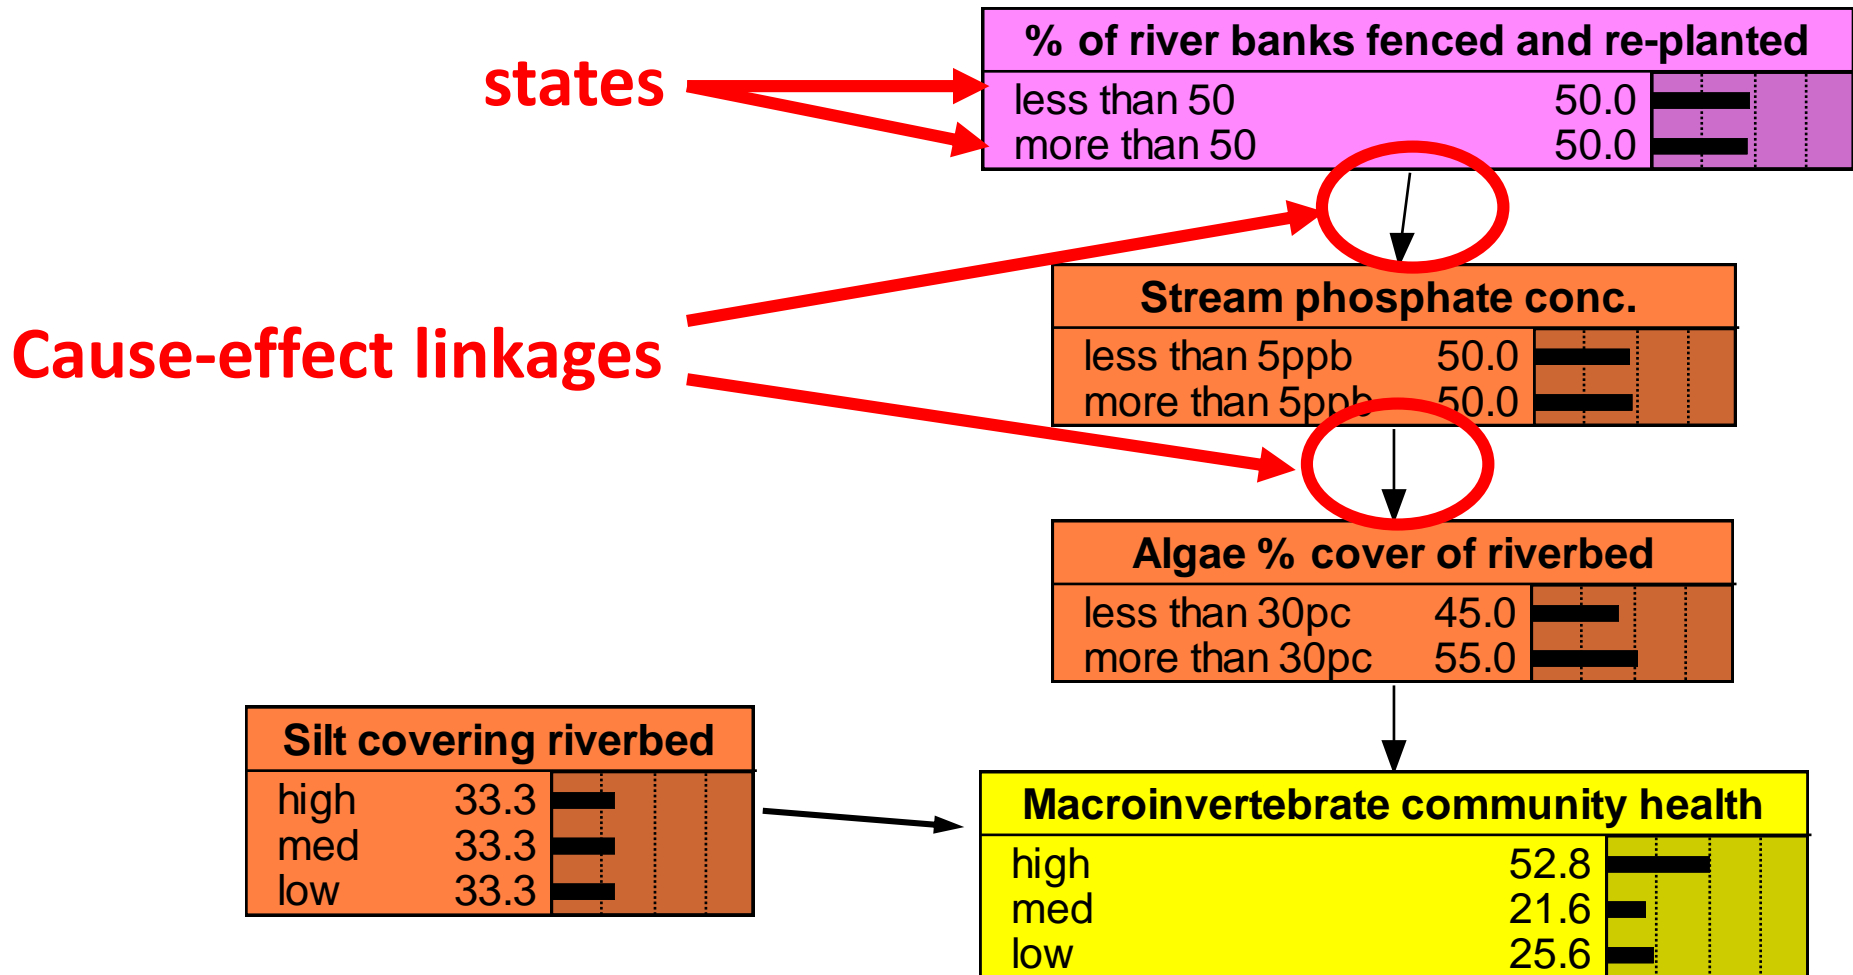 % of river banks fenced and re-planted
states
less than 50 50.0
more than 50 50.0
Stream phosphate conc.
Cause-effect linkages
less than 5ppb 50.0
more than 5ppb 50.0
Algae % cover of riverbed
less than 30pc 45.0
more than 30pc 55.0
Silt covering riverbed
high 33.3
med 33.3
low 33.3
Macroinvertebrate community health
high 52.8
med 21.6
low 25.6